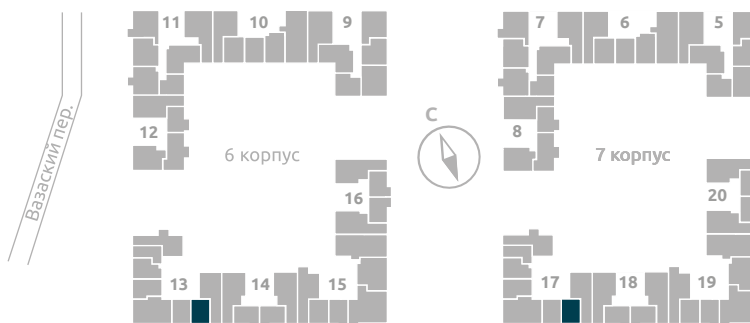 11 10 9
7 6 5
Вазаский пер.
12
6 корпус
С
8
7 корпус
16
20
13 14 15
17 18 19